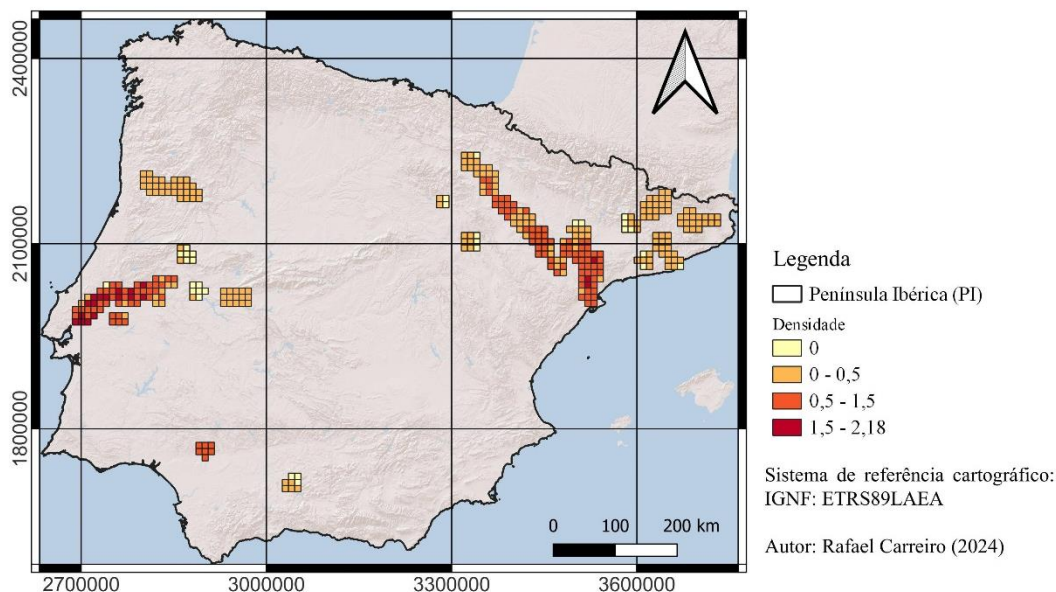 2400000
2100000
1800000
2700000
3000000
3300000
3600000
0 100 200 km
Legenda
Península Ibérica (PI)
Densidade
0
0 - 0,5
0,5 - 1,5
1,5 - 2,18
Sistema de referência cartográfico:
IGNF: ETRS89LAEA
Autor: Rafael Carreiro (2024)